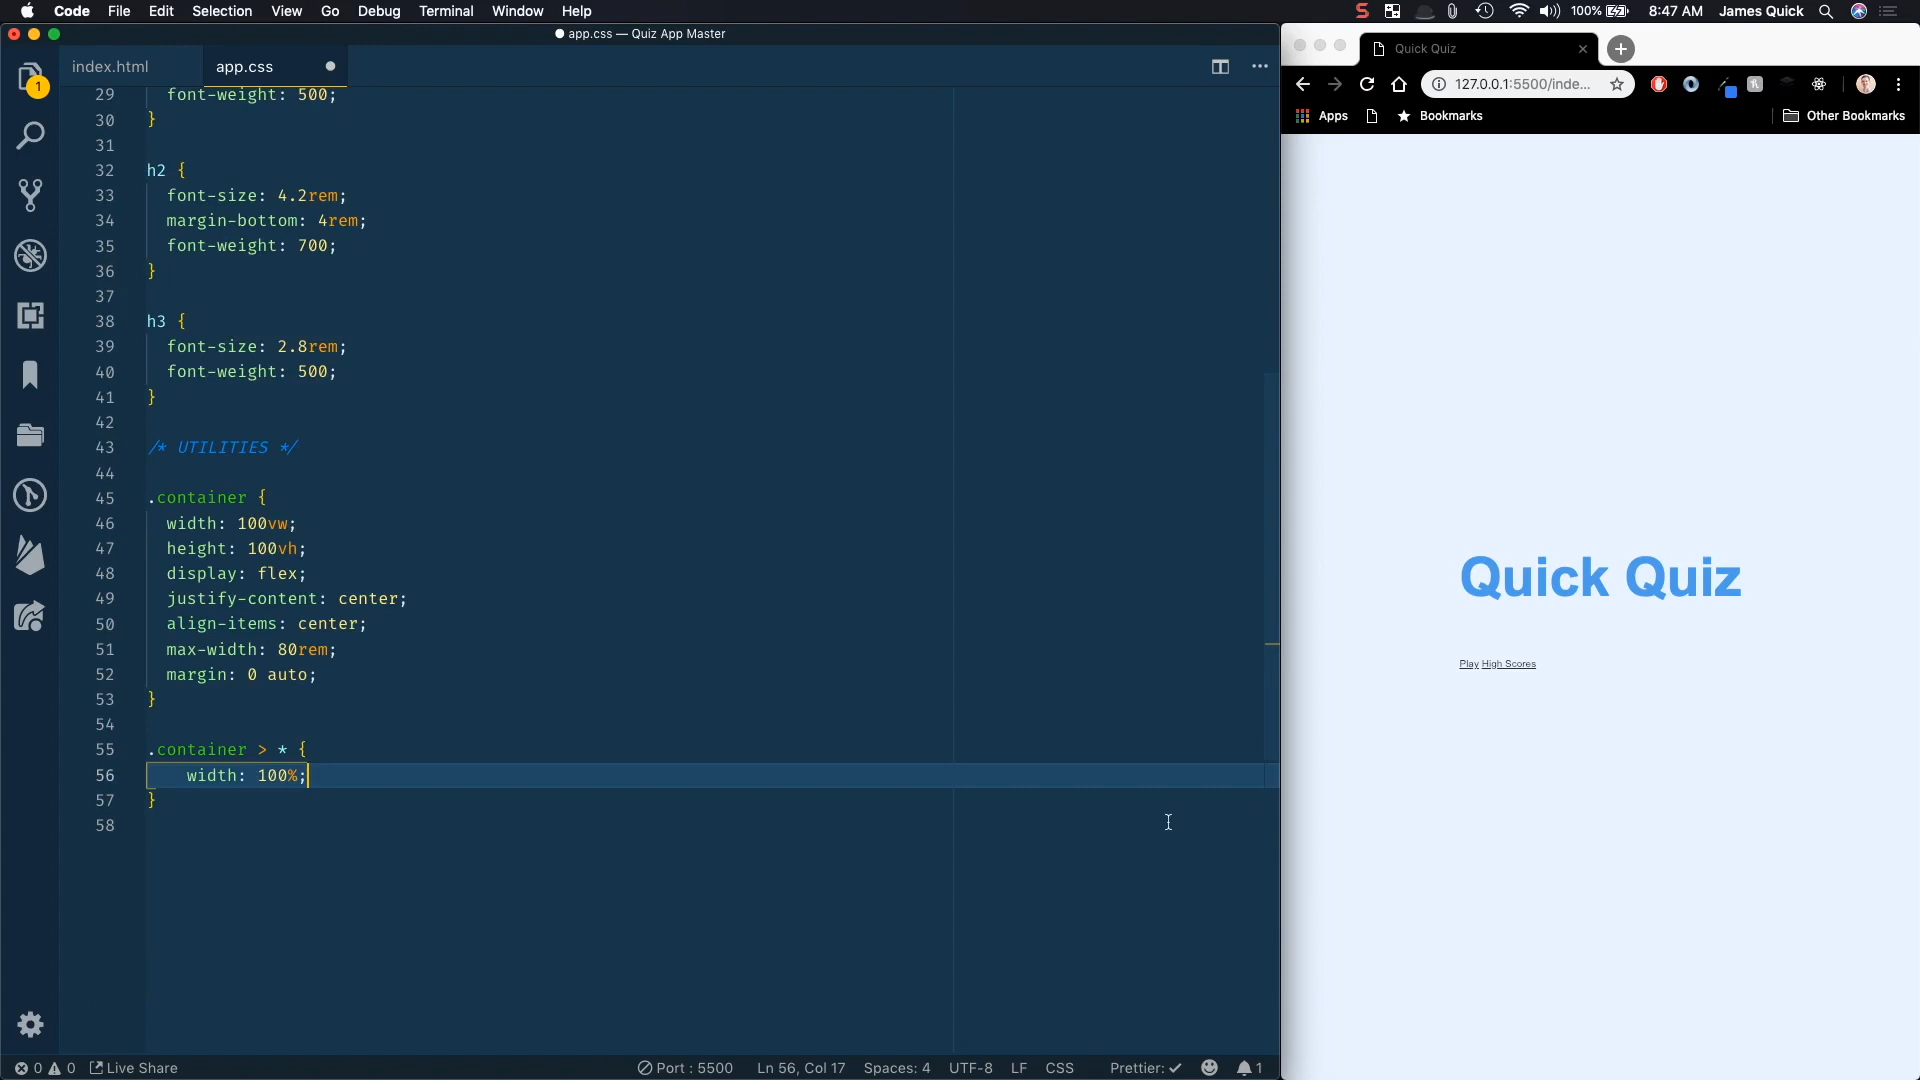 Code File Edit Selection View Go Debug Terminal Window Help 100% 8:47 AM James Quick
app.css — Quiz App Master
index.html app.css
1
29 font-weight: 500;
30 }
31
32 h2 {
33 font-size: 4.2rem;
34 margin-bottom: 4rem;
35 font-weight: 700;
36 }
37
38 h3 {
39 font-size: 2.8rem;
40 font-weight: 500;
41 }
42
43 /* UTILITIES */
44
45 .container {
46 width: 100vw;
47 height: 100vh;
48 display: flex;
49 justify-content: center;
50 align-items: center;
51 max-width: 80rem;
52 margin: 0 auto;
53 }
54
55 .container > * {
56 width: 100%;
57 }
58
0 0 Live Share Port : 5500 Ln 56, Col 17 Spaces: 4 UTF-8 LF CSS Prettier: ✓ 1
Quick Quiz
127.0.0.1:5500/inde...
Apps Bookmarks Other Bookmarks
Quick Quiz
Play High Scores